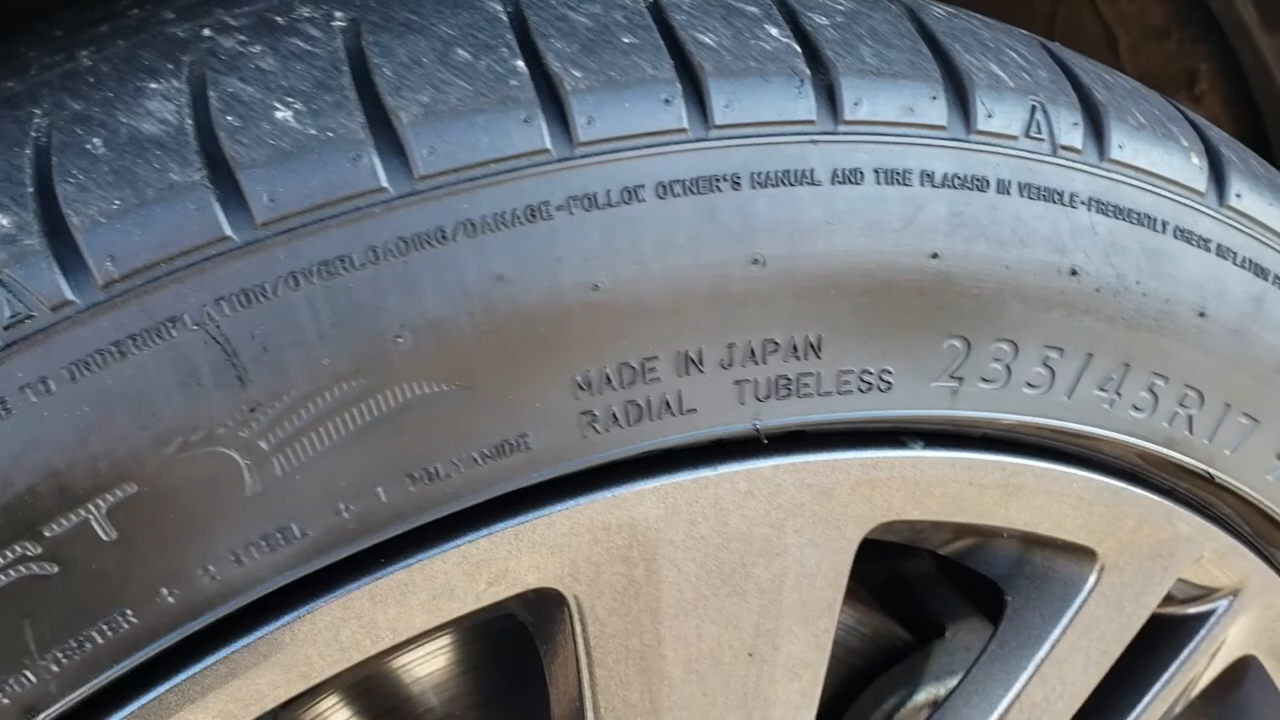 TO UNDERINFLATION/OVERLOADING/DAMAGE-FOLLOW OWNER'S MANUAL AND TIRE PLACARD IN VEHICLE-FREQUENTLY CHECK INFLATION
MADE IN JAPAN
RADIAL TUBELESS
235/45R17
POLYESTER + STEEL + 1 POLYAMIDE